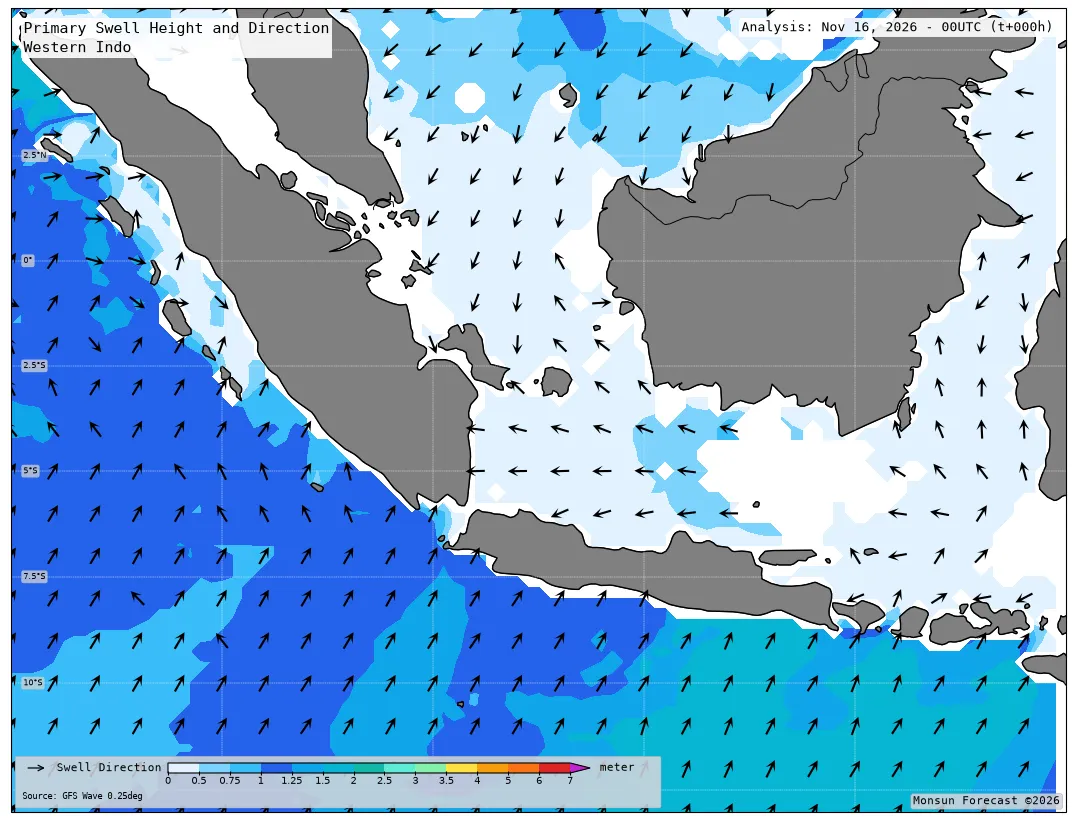 Primary Swell Height and Direction
Western Indo
Analysis: Nov 16, 2026 - 00UTC (t+000h)
2.5°N
0°
2.5°S
5°S
7.5°S
10°S
Swell Direction
0 0.5 0.75 1 1.25 1.5 2 2.5 3 3.5 4 5 6 7
meter
Source: GFS Wave 0.25deg
Monsun Forecast ©2026